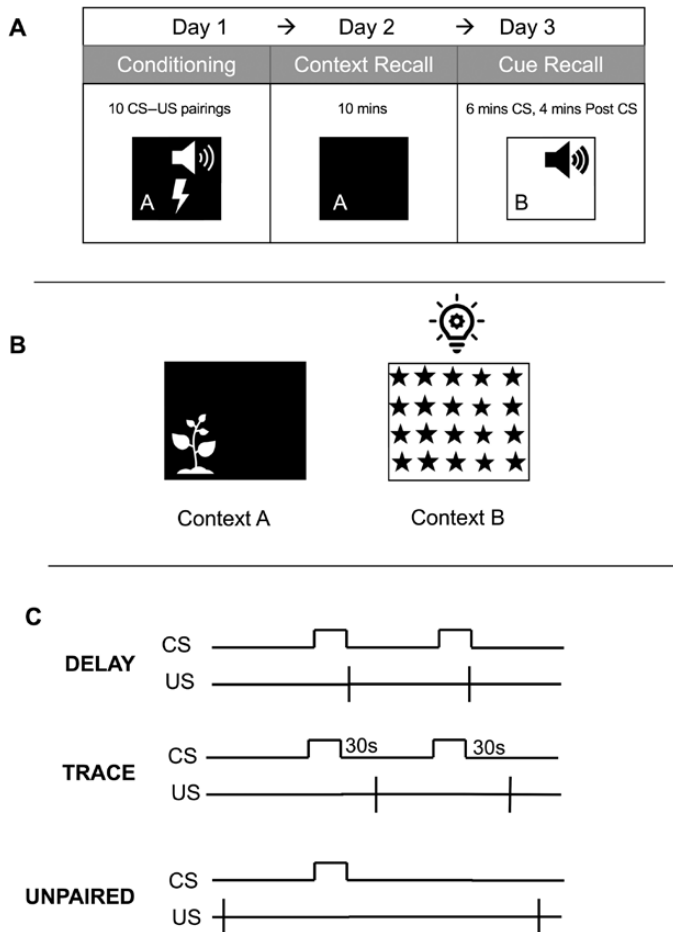 A
Day 1 → Day 2 → Day 3
Conditioning Context Recall Cue Recall
10 CS–US pairings 10 mins 6 mins CS, 4 mins Post CS
A A B
B
Context A Context B
C
DELAY
CS
US
TRACE
CS 30s 30s
US
UNPAIRED
CS
US